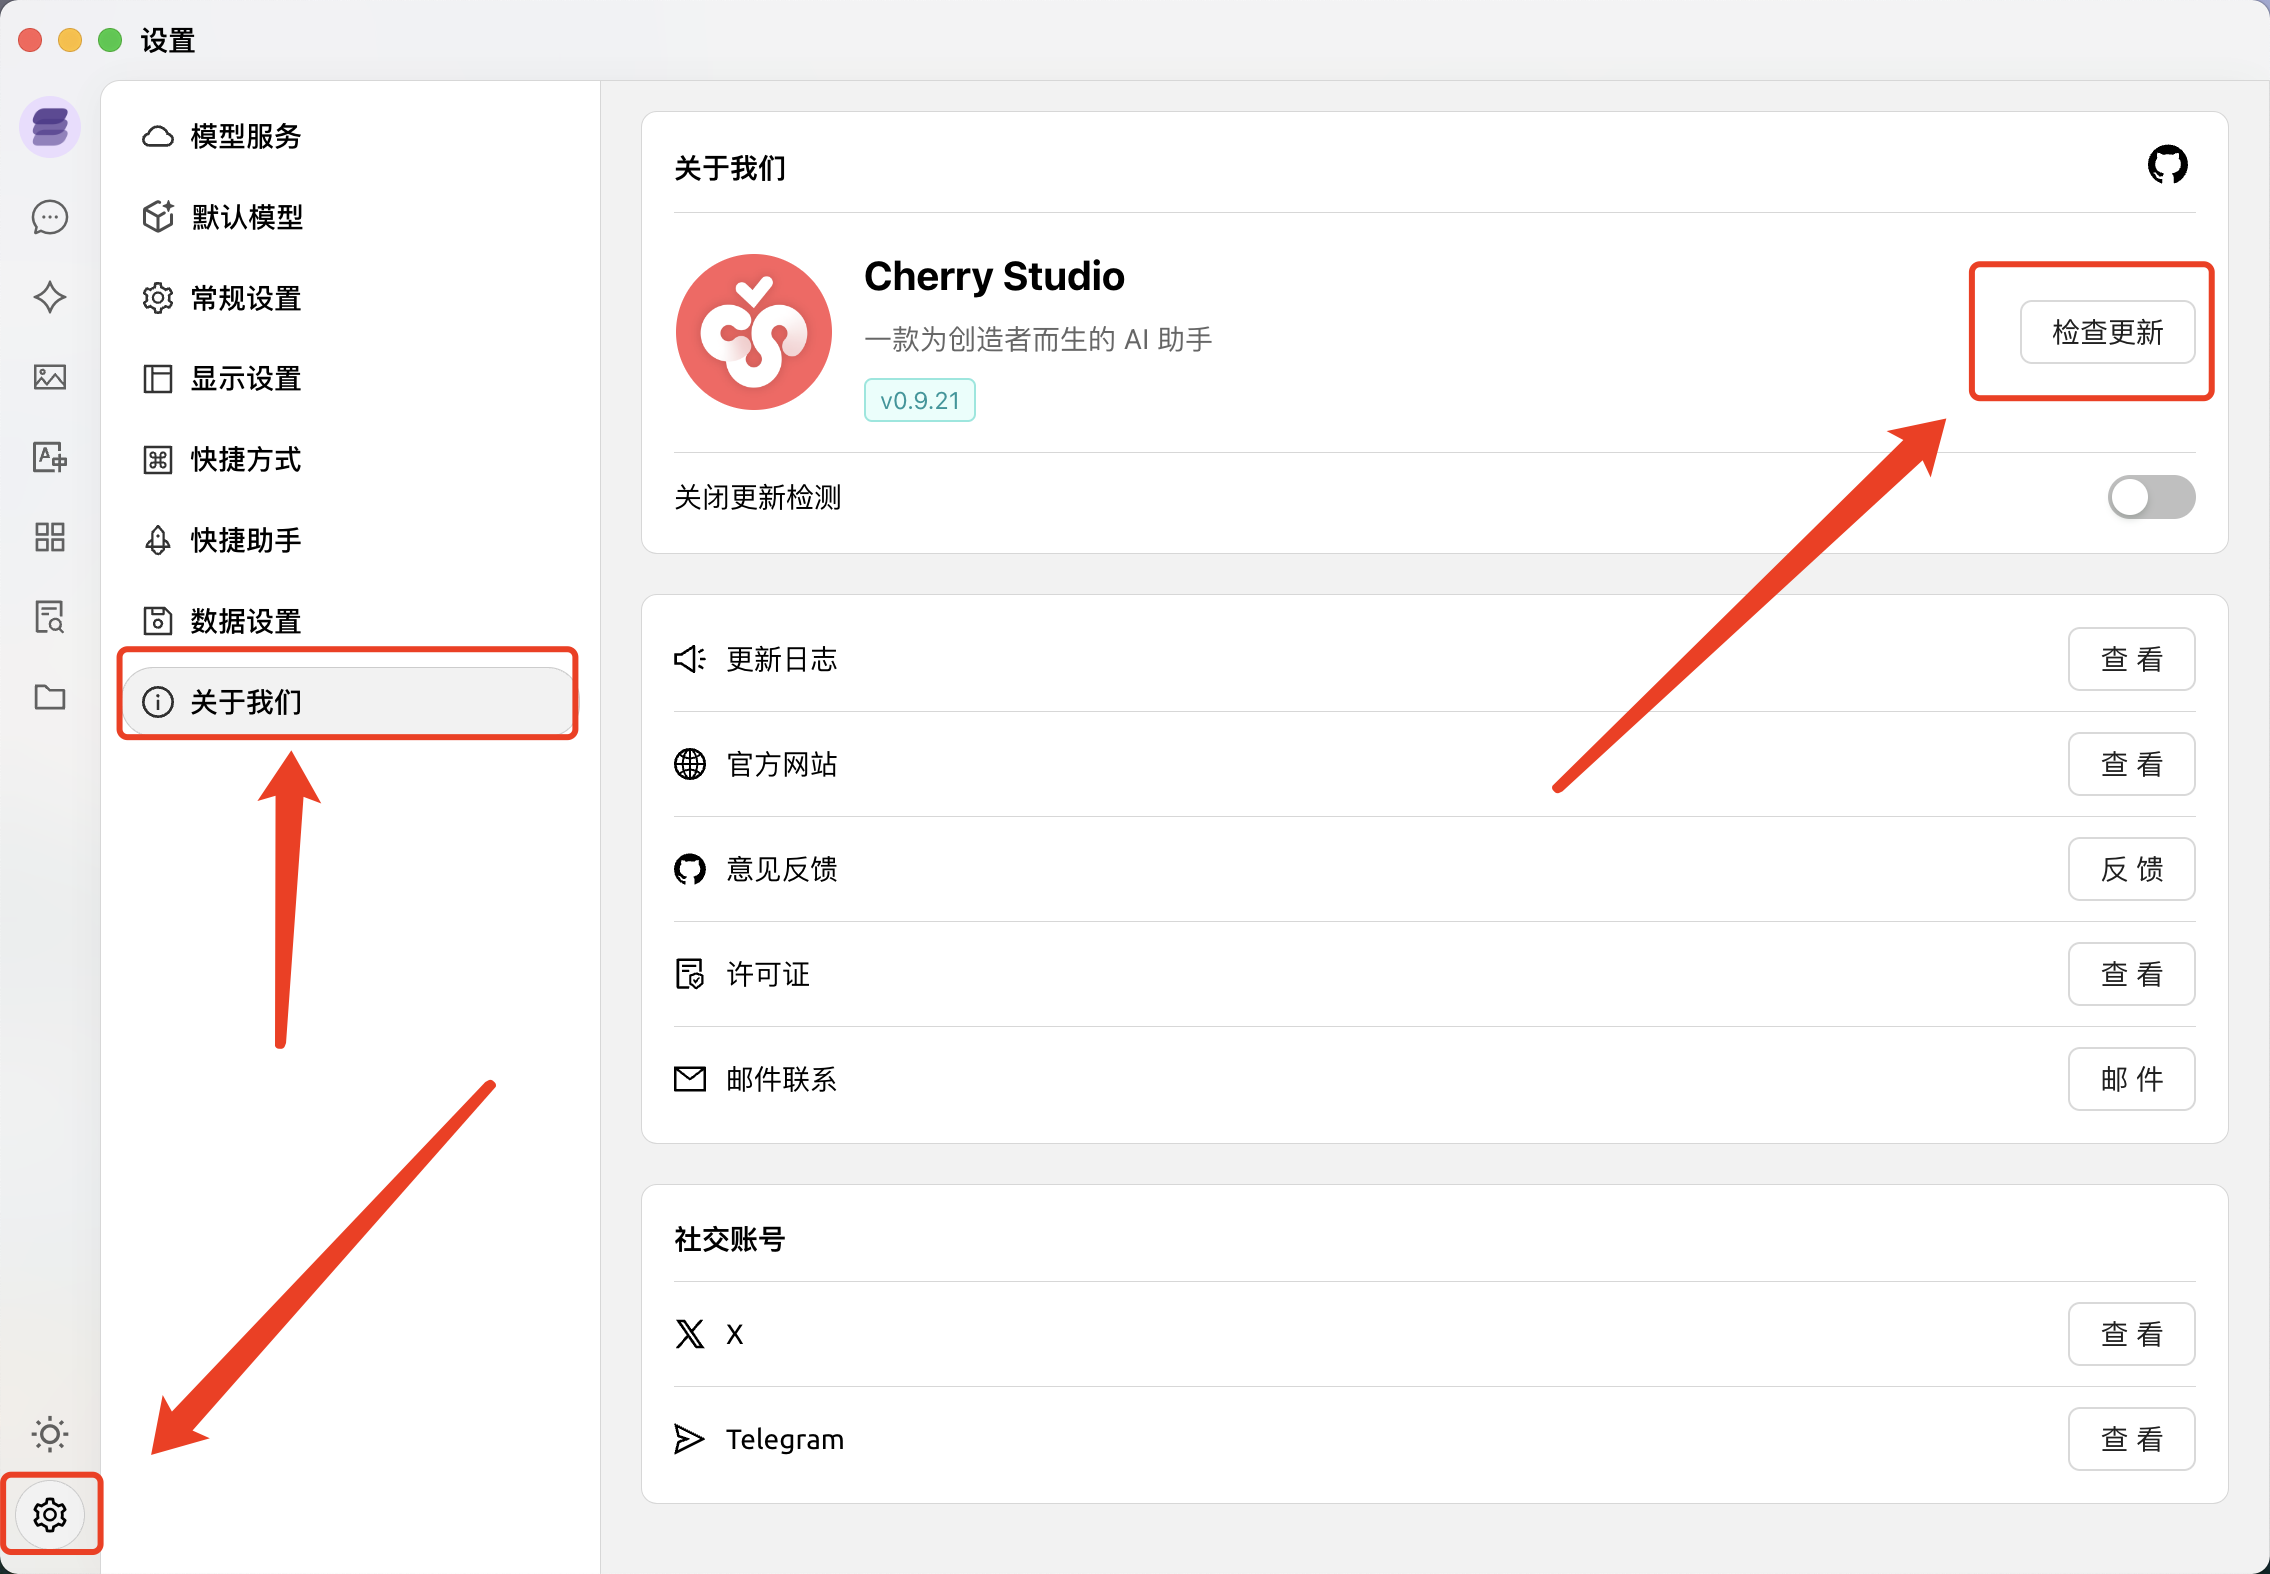 设置
模型服务
默认模型
常规设置
显示设置
快捷方式
快捷助手
数据设置
关于我们
关于我们
Cherry Studio
一款为创造者而生的 AI 助手
v0.9.21
检查更新
关闭更新检测
更新日志
查看
官方网站
查看
意见反馈
反馈
许可证
查看
邮件联系
邮件
社交账号
X
查看
Telegram
查看